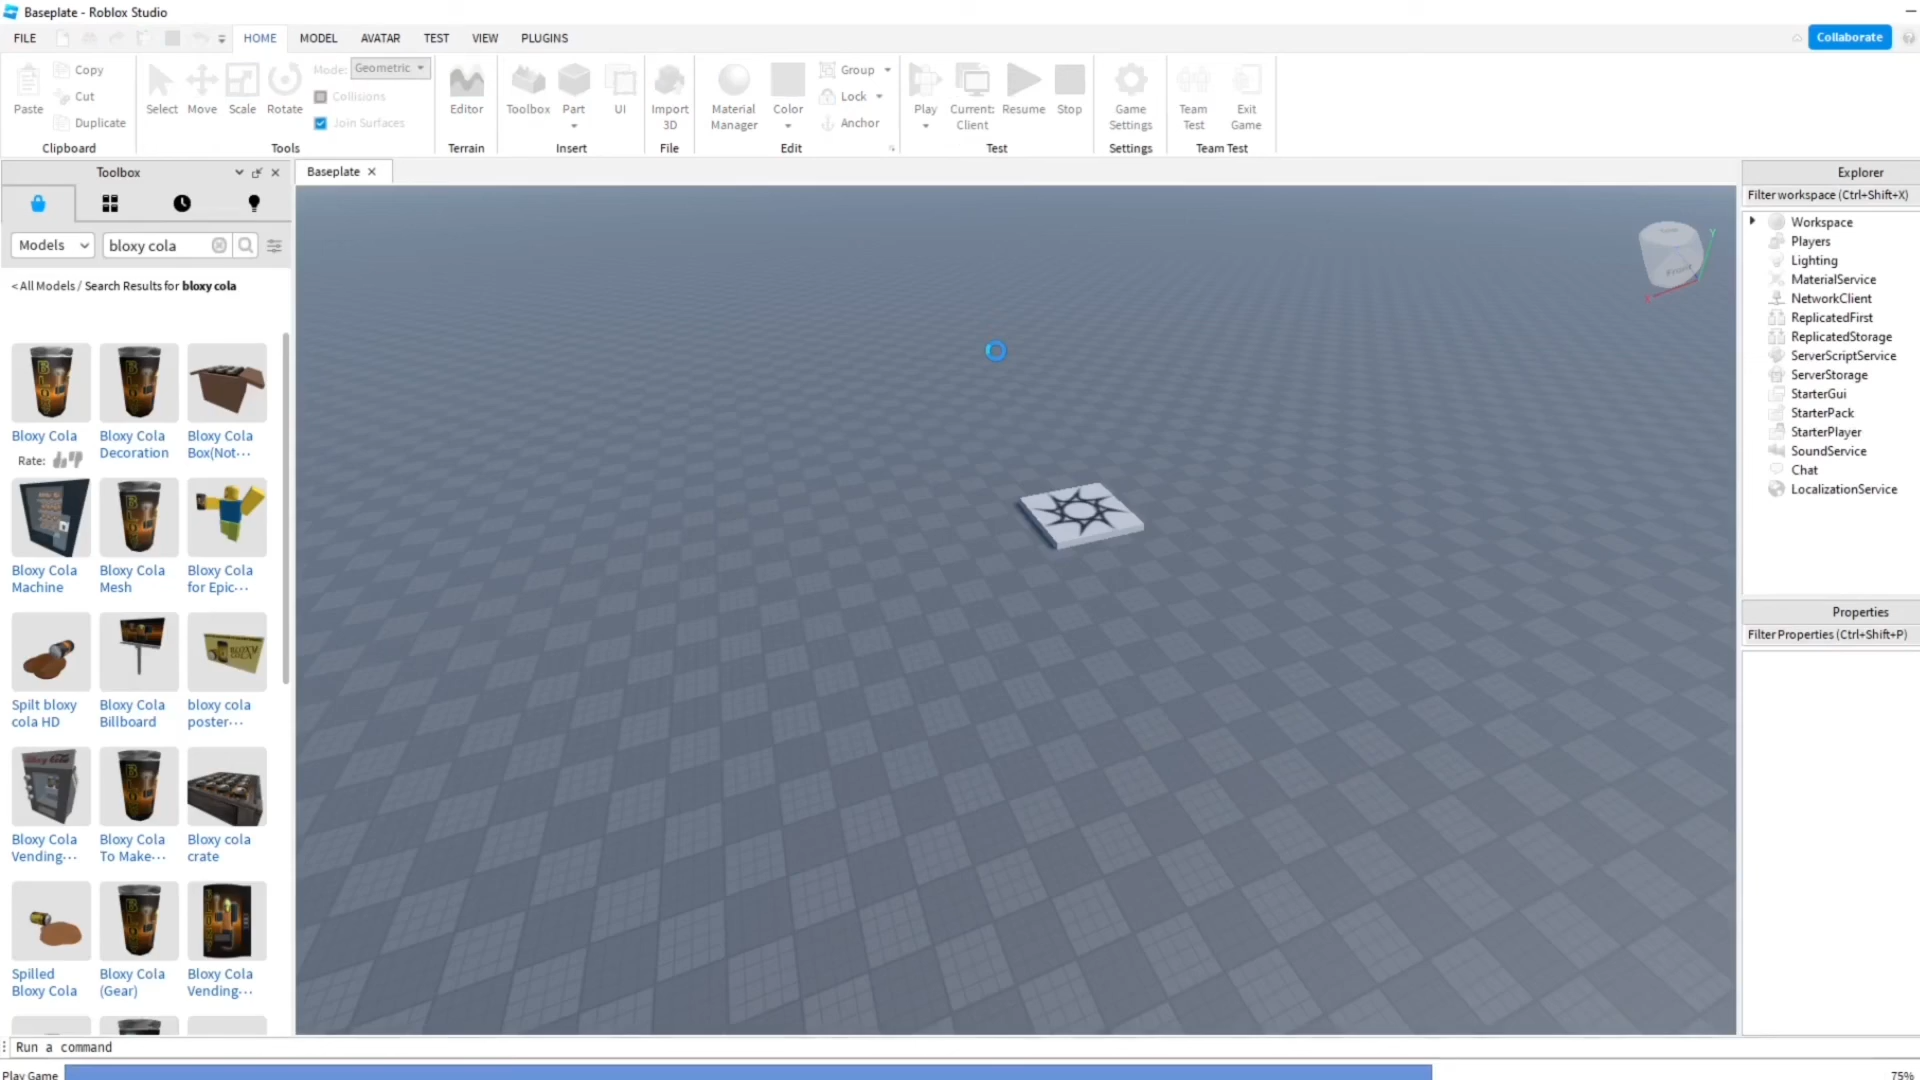 Baseplate - Roblox Studio
FILE
HOME
MODEL
AVATAR
TEST
VIEW
PLUGINS
Collaborate
Paste
Copy
Cut
Duplicate
Clipboard
Select
Move
Scale
Rotate
Mode: Geometric
Collisions
Join Surfaces
Tools
Editor
Terrain
Toolbox
Part
UI
Insert
Import 3D
File
Material Manager
Color
Group
Lock
Anchor
Edit
Play
Current: Client
Resume
Stop
Test
Game Settings
Settings
Team Test
Exit Game
Team Test
Toolbox
Models
bloxy cola
< All Models / Search Results for bloxy cola
Bloxy Cola
Rate:
Bloxy Cola Decoration
Bloxy Cola Box(Not...
Bloxy Cola Machine
Bloxy Cola Mesh
Bloxy Cola for Epic...
Spilt bloxy cola HD
Bloxy Cola Billboard
bloxy cola poster...
Bloxy Cola Vending...
Bloxy Cola To Make...
Bloxy cola crate
Spilled Bloxy Cola
Bloxy Cola (Gear)
Bloxy Cola Vending...
Baseplate
Front
y
Explorer
Filter workspace (Ctrl+Shift+X)
Workspace
Players
Lighting
MaterialService
NetworkClient
ReplicatedFirst
ReplicatedStorage
ServerScriptService
ServerStorage
StarterGui
StarterPack
StarterPlayer
SoundService
Chat
LocalizationService
Properties
Filter Properties (Ctrl+Shift+P)
Run a command
Play Game
75%